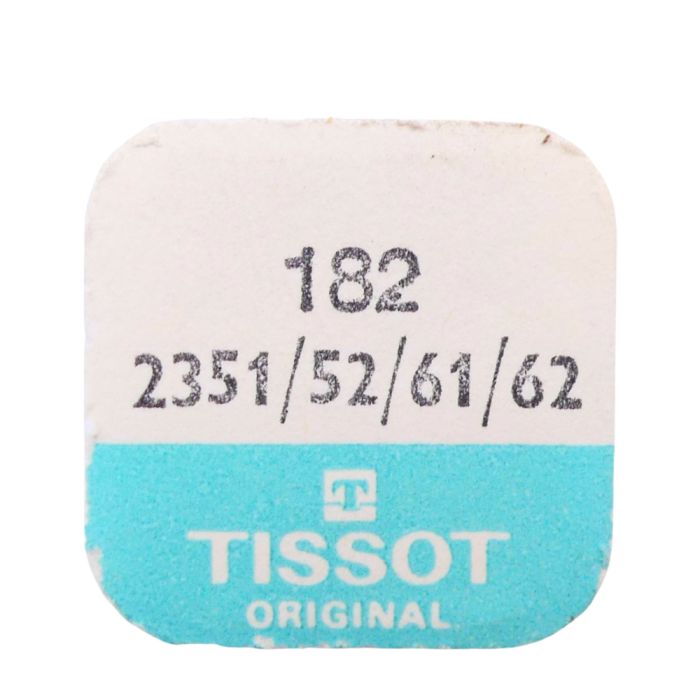 182
2351/52/61/62
T
TISSOT
ORIGINAL